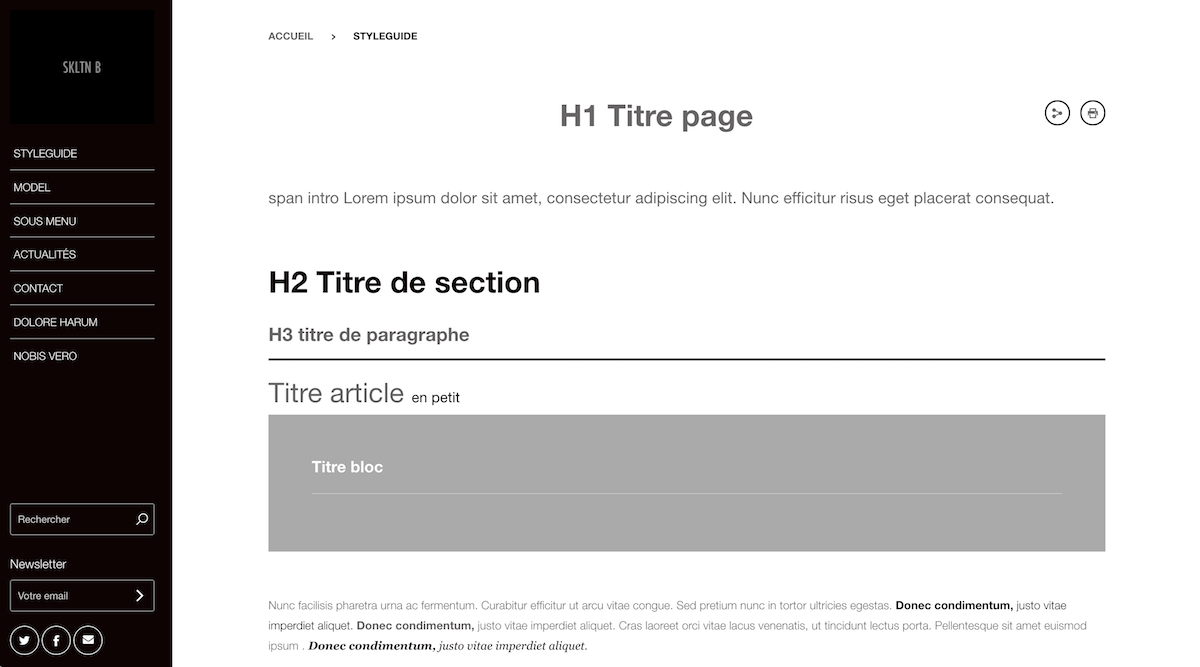 SKLTN B
STYLEGUIDE
MODEL
SOUS MENU
ACTUALITÉS
CONTACT
DOLORE HARUM
NOBIS VERO
Rechercher
Newsletter
Votre email
ACCUEIL > STYLEGUIDE
H1 Titre page
span intro Lorem ipsum dolor sit amet, consectetur adipiscing elit. Nunc efficitur risus eget placerat consequat.
H2 Titre de section
H3 titre de paragraphe
Titre article en petit
Titre bloc
Nunc facilisis pharetra urna ac fermentum. Curabitur efficitur ut arcu vitae congue. Sed pretium nunc in tortor ultricies egestas. Donec condimentum, justo vitae
imperdiet aliquet. Donec condimentum, justo vitae imperdiet aliquet. Cras laoreet orci vitae lacus venenatis, ut tincidunt lectus porta. Pellentesque sit amet euismod
ipsum . Donec condimentum, justo vitae imperdiet aliquet.